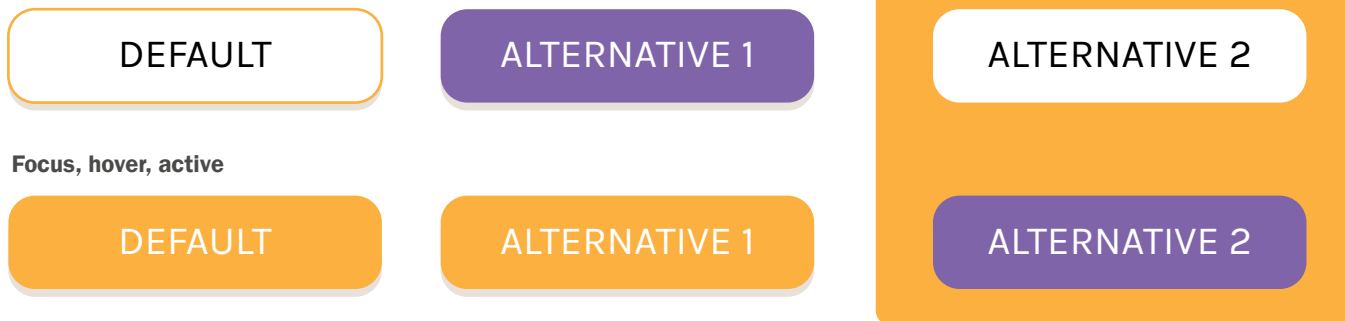 DEFAULT
ALTERNATIVE 1
ALTERNATIVE 2
Focus, hover, active
DEFAULT
ALTERNATIVE 1
ALTERNATIVE 2